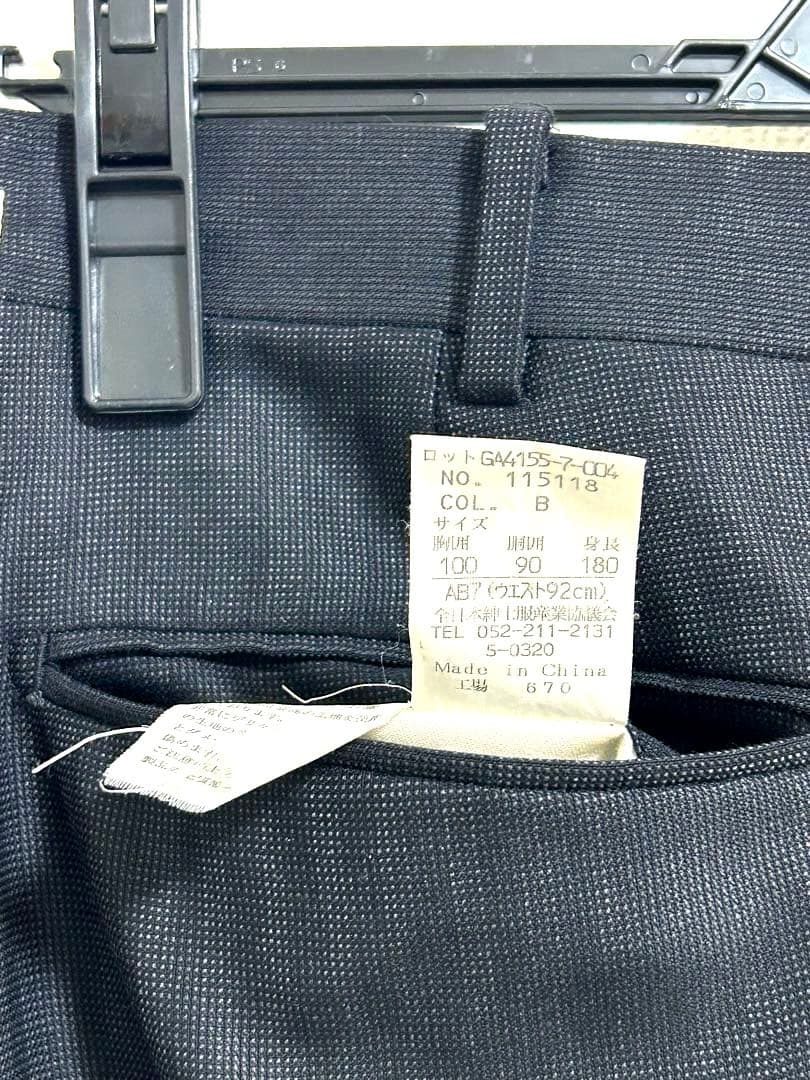 PS 6
ロットGA4155-7-004
NO. 115118
COL. B
サイズ
胸囲 胴囲 身長
100 90 180
AB7(ウエスト92cm)
全日本紳士服産業協議会
TEL 052-211-2131
5-0320
Made in China
工場 670